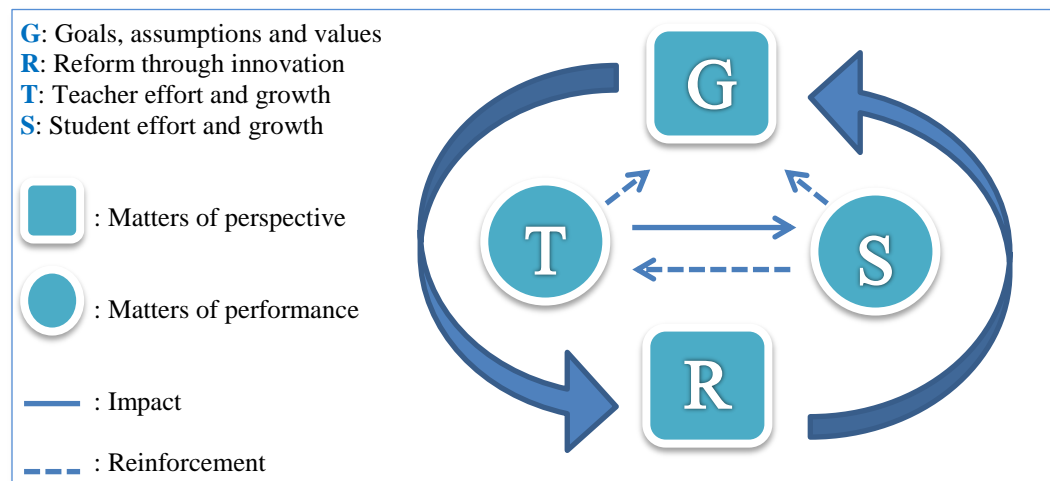 G: Goals, assumptions and values
R: Reform through innovation
T: Teacher effort and growth
S: Student effort and growth
: Matters of perspective
: Matters of performance
: Impact
: Reinforcement
G
T
S
R